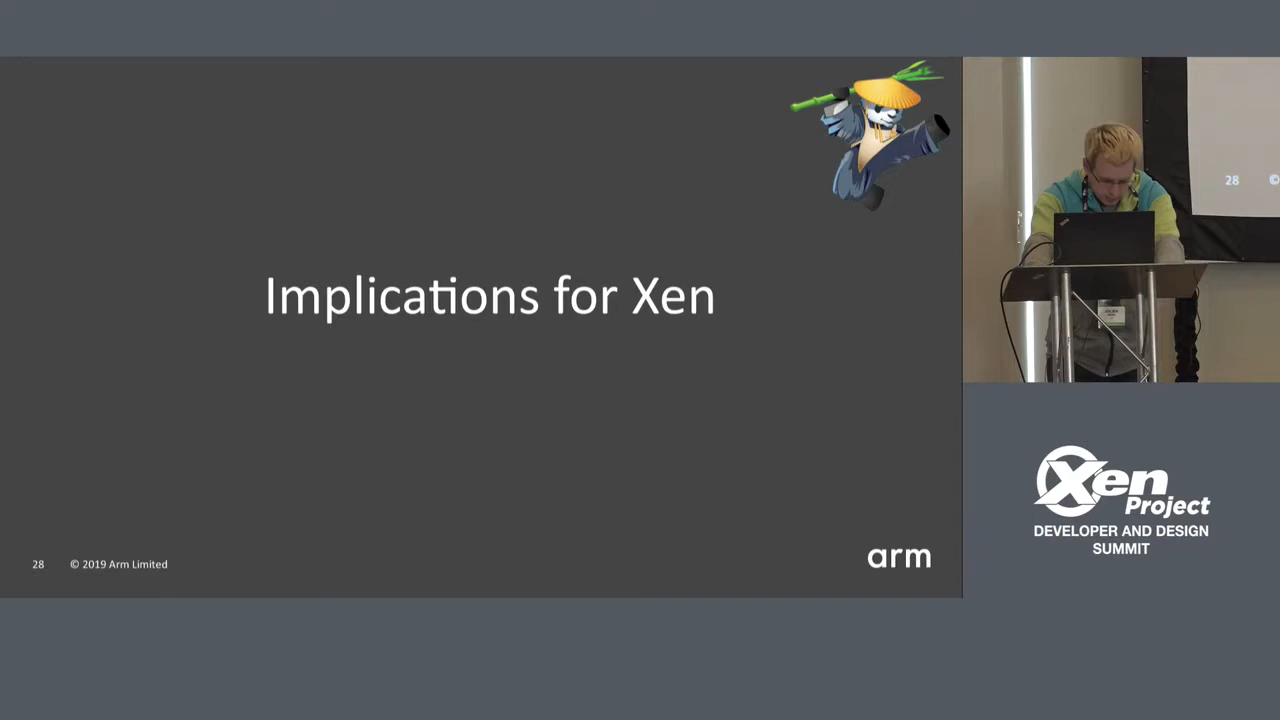 Implications for Xen
28
© 2019 Arm Limited
arm
28 ©
Xen
Project
DEVELOPER AND DESIGN
SUMMIT